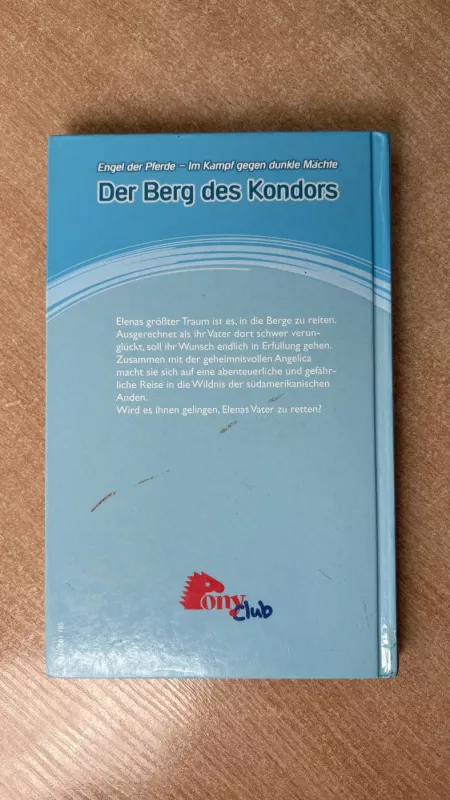 Engel der Pferde – Im Kampf gegen dunkle Mächte
Der Berg des Kondors
Elenas größter Traum ist es, in die Berge zu reiten.
Ausgerechnet als ihr Vater dort schwer verun-
glückt, soll ihr Wunsch endlich in Erfüllung gehen.
Zusammen mit der geheimnisvollen Angelica
macht sie sich auf eine abenteuerliche und gefähr-
liche Reise in die Wildnis der südamerikanischen
Anden.
Wird es ihnen gelingen, Elenas Vater zu retten?
Pony
Club